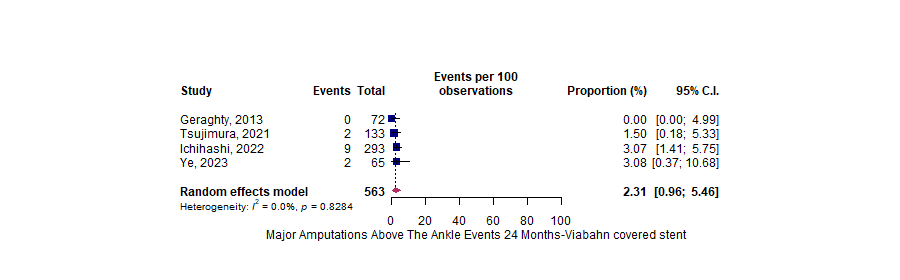 Events per 100
Study Events Total observations Proportion (%) 95% C.I.
Geraghty, 2013 0 72 0.00 [0.00; 4.99]
Tsujimura, 2021 2 133 1.50 [0.18; 5.33]
Ichihashi, 2022 9 293 3.07 [1.41; 5.75]
Ye, 2023 2 65 3.08 [0.37; 10.68]
Random effects model 563 2.31 [0.96; 5.46]
Heterogeneity: I² = 0.0%, p = 0.8284
0 20 40 60 80 100
Major Amputations Above The Ankle Events 24 Months-Viabahn covered stent